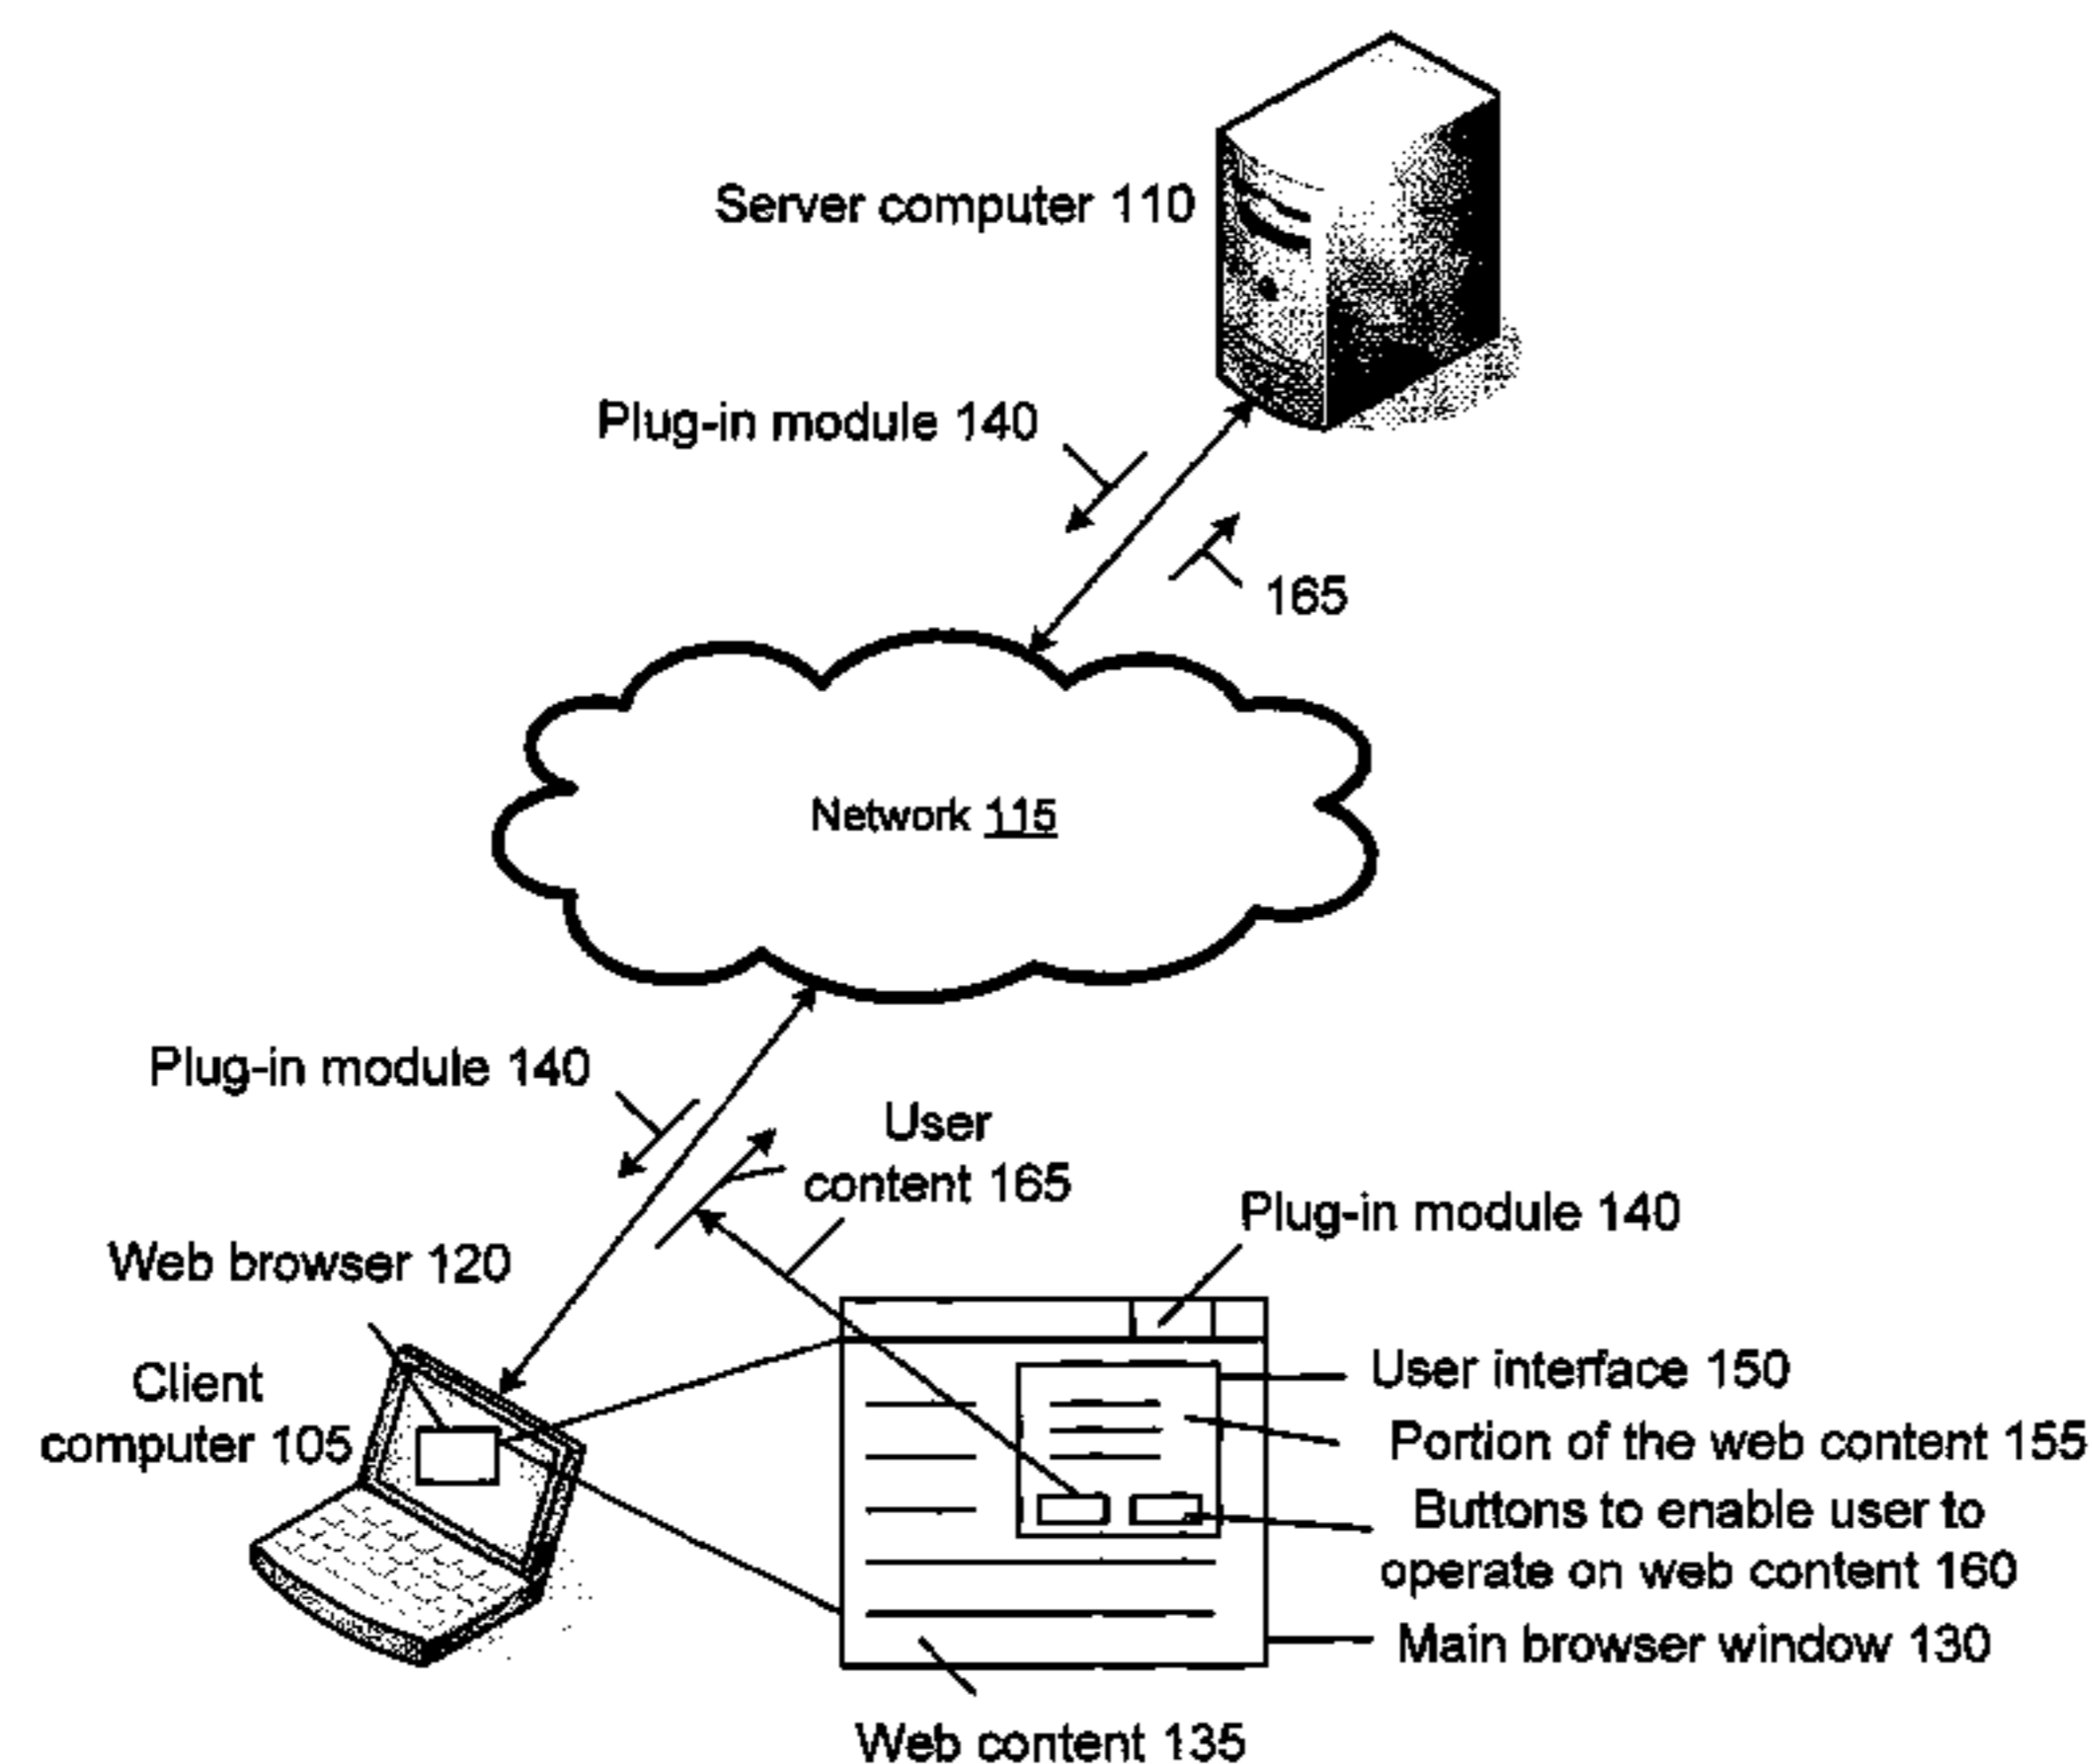 Server computer 110
Plug-in module 140
165
Network 115
Plug-in module 140
User
content 165
Plug-in module 140
Web browser 120
Client
computer 105
User interface 150
Portion of the web content 155
Buttons to enable user to
operate on web content 160
Main browser window 130
Web content 135